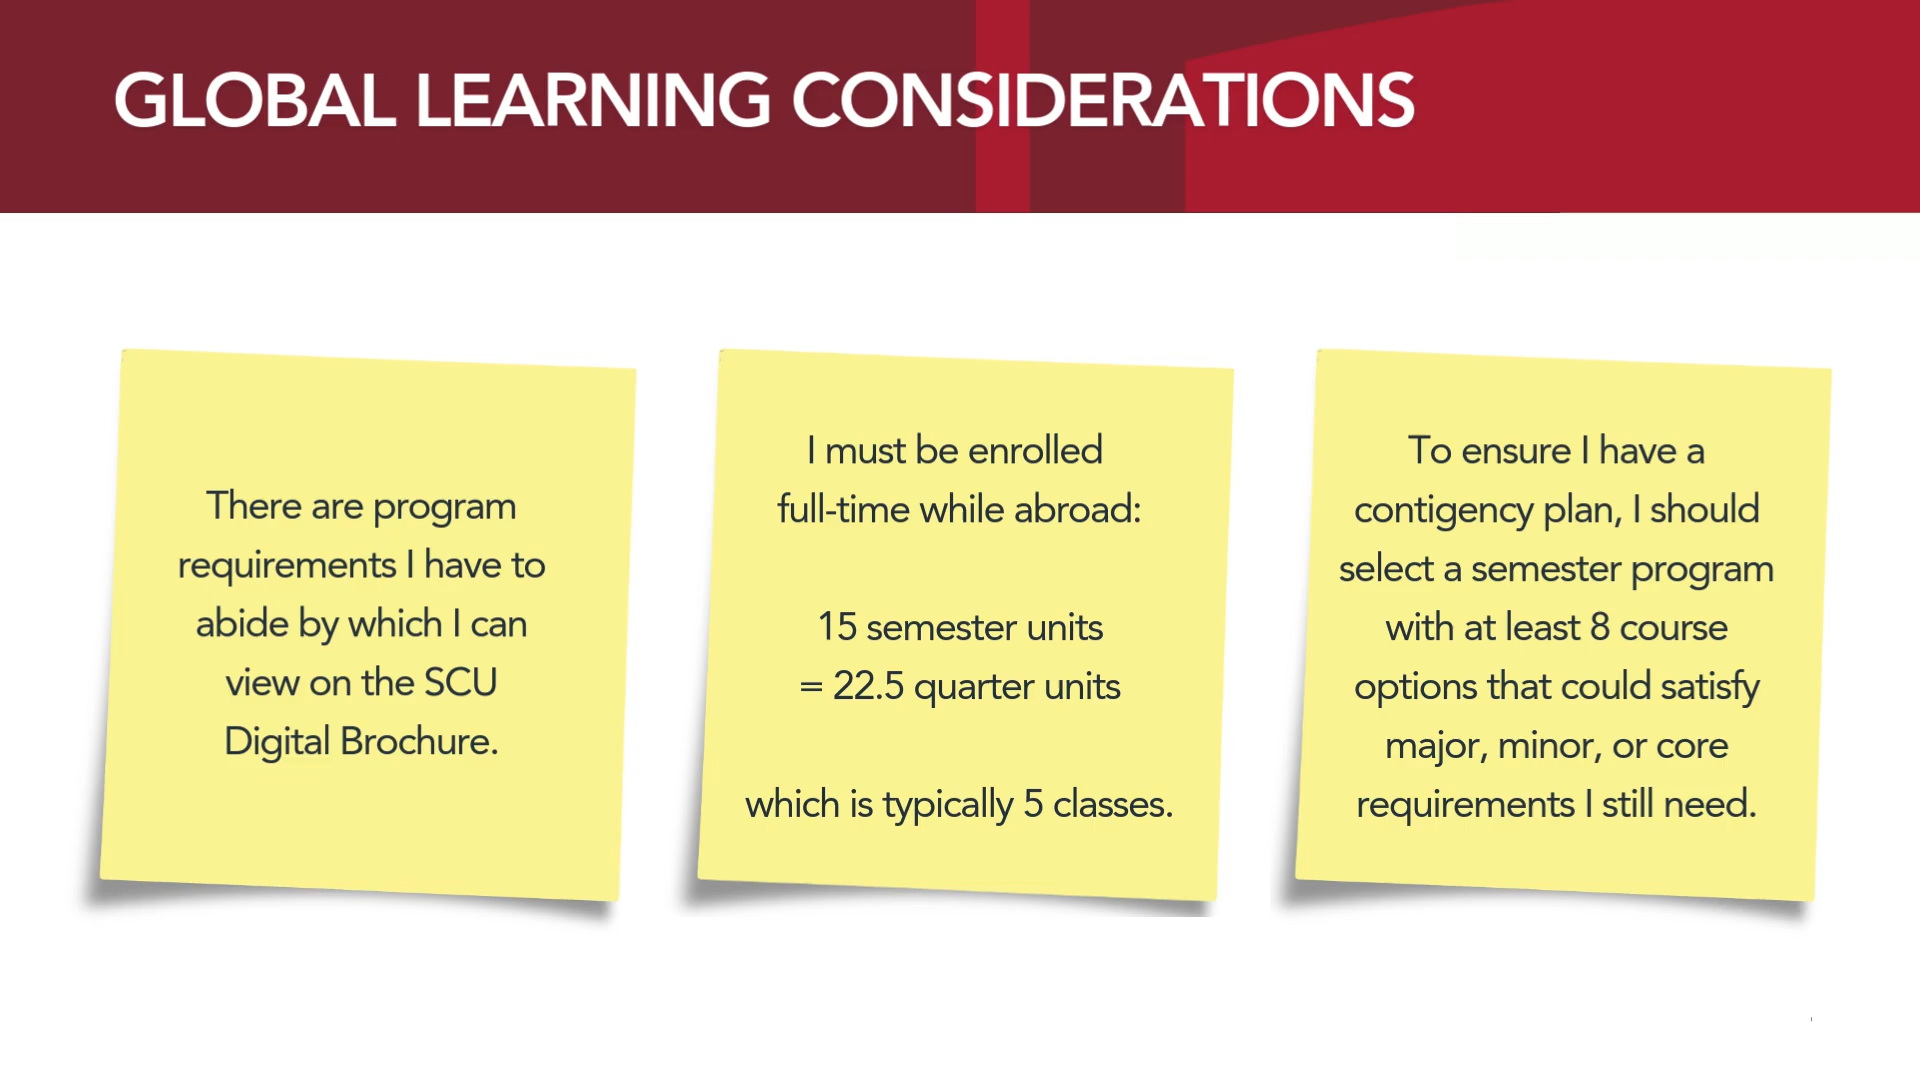 GLOBAL LEARNING CONSIDERATIONS
There are program
requirements I have to
abide by which I can
view on the SCU
Digital Brochure.
I must be enrolled
full-time while abroad:
15 semester units
= 22.5 quarter units
which is typically 5 classes.
To ensure I have a
contigency plan, I should
select a semester program
with at least 8 course
options that could satisfy
major, minor, or core
requirements I still need.